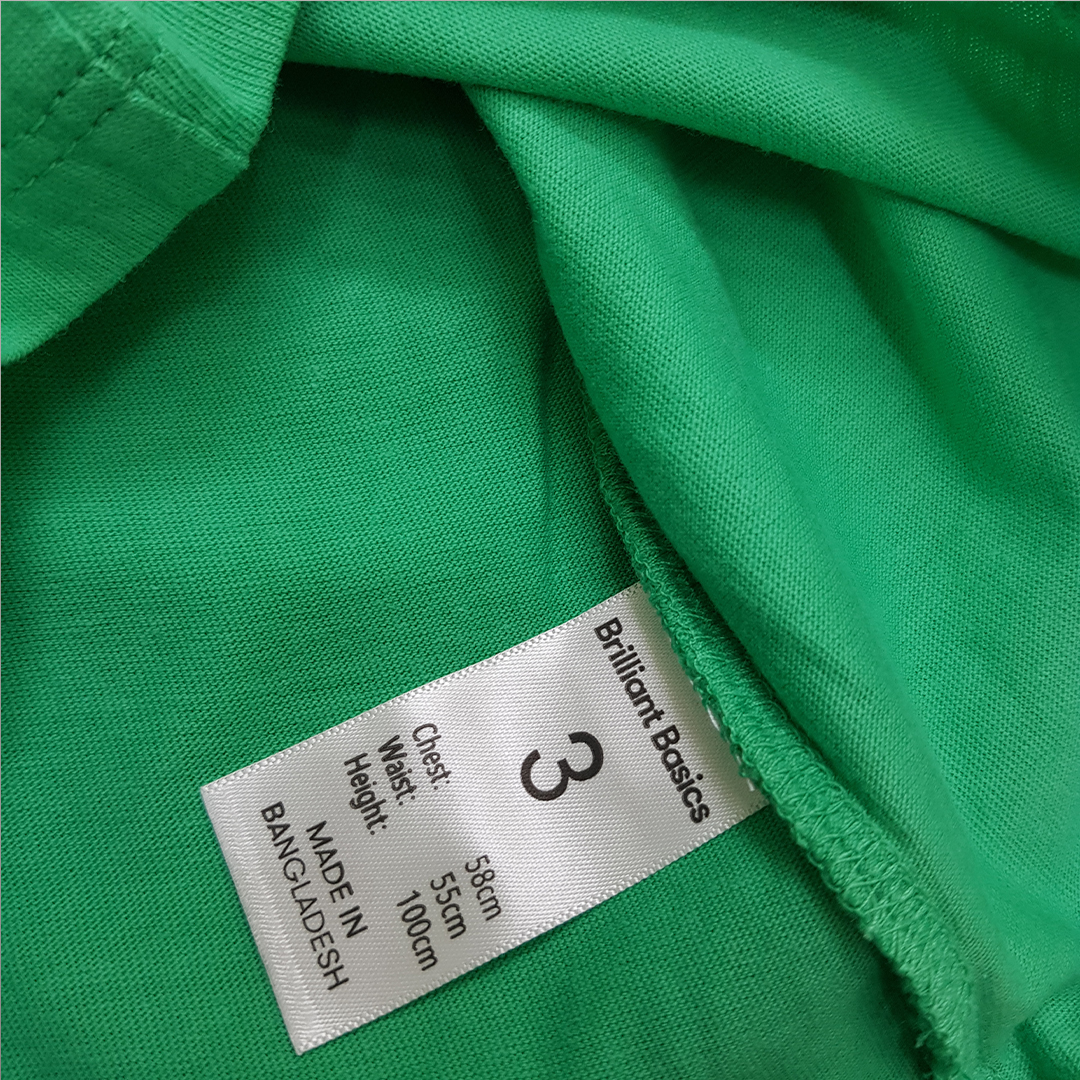 Brilliant Basics
3
Chest: 58cm
Waist: 55cm
Height: 100cm
MADE IN
BANGLADESH